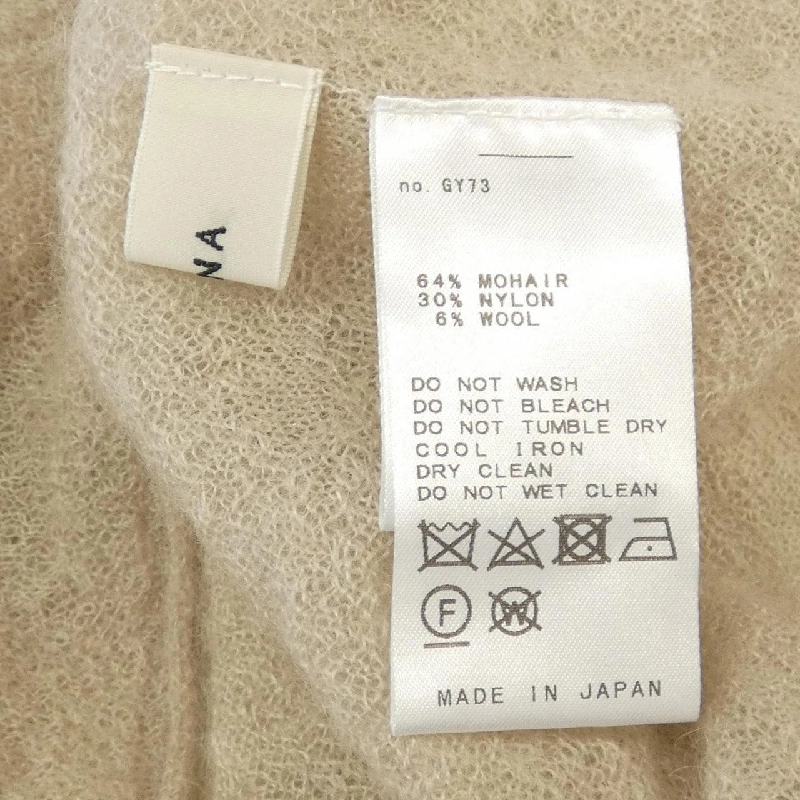 NA
no. GY73
64% MOHAIR
30% NYLON
6% WOOL
DO NOT WASH
DO NOT BLEACH
DO NOT TUMBLE DRY
COOL IRON
DRY CLEAN
DO NOT WET CLEAN
F
W
MADE IN JAPAN